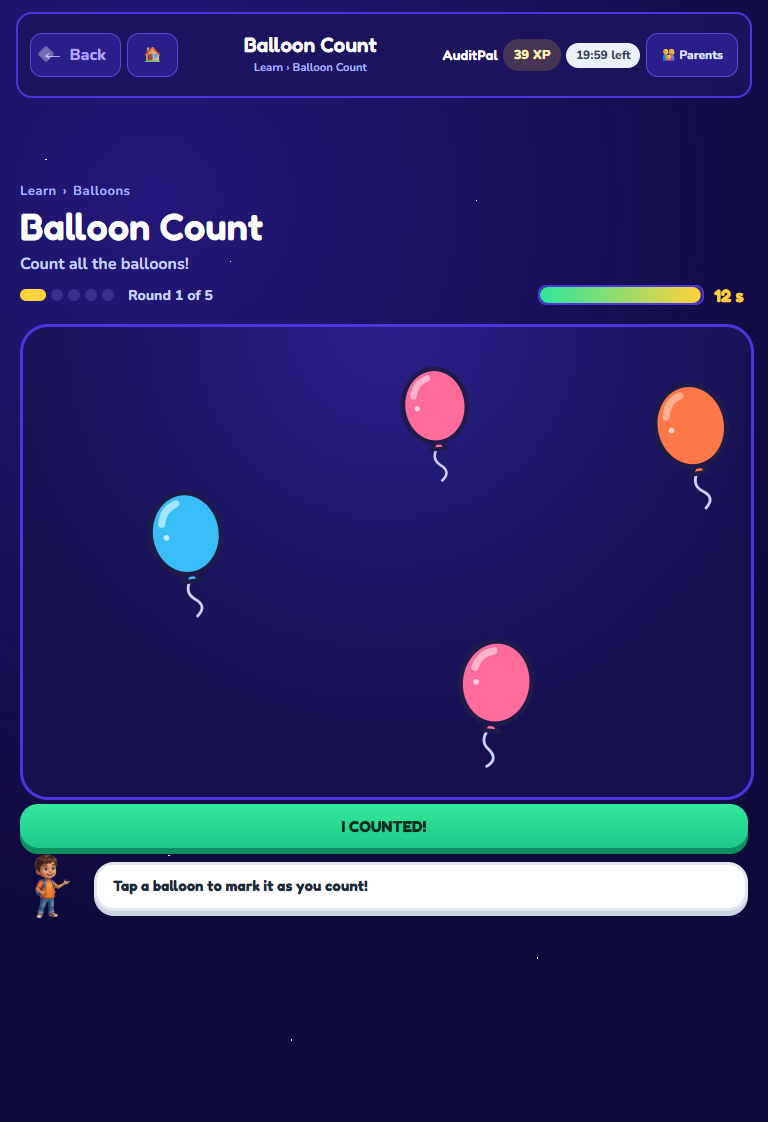 ← Back
🏠
Balloon Count
Learn › Balloon Count
AuditPal
39 XP
19:59 left
Parents
Learn › Balloons
Balloon Count
Count all the balloons!
Round 1 of 5
12 s
I COUNTED!
Tap a balloon to mark it as you count!